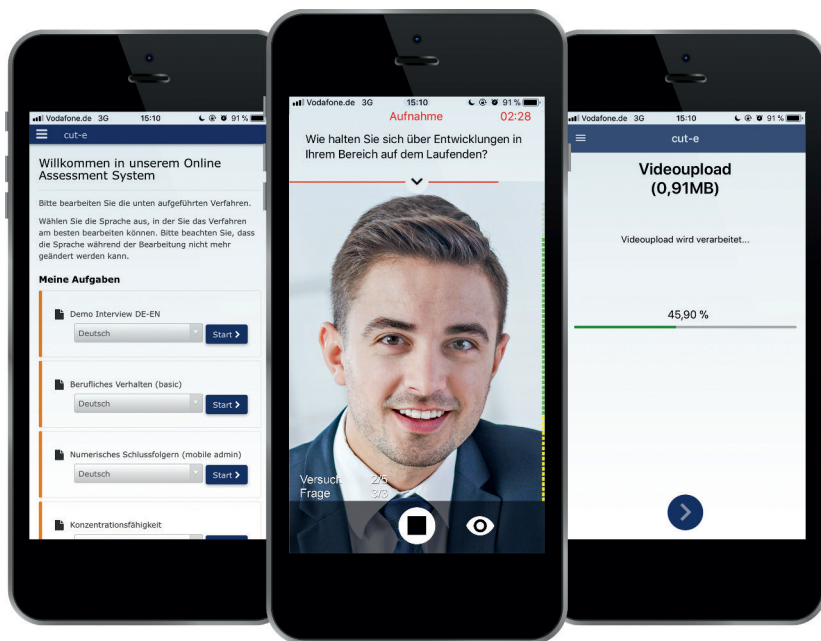 Vodafone.de 3G 15:10 91 %
cut-e
Willkommen in unserem Online
Assessment System
Bitte bearbeiten Sie die unten aufgeführten Verfahren.
Wählen Sie die Sprache aus, in der Sie das Verfahren
am besten bearbeiten können. Bitte beachten Sie, dass
die Sprache während der Bearbeitung nicht mehr
geändert werden kann.
Meine Aufgaben
Demo Interview DE-EN
Deutsch Start
Berufliches Verhalten (basic)
Deutsch Start
Numerisches Schlussfolgern (mobile admin)
Deutsch Start
Konzentrationsfähigkeit
Vodafone.de 3G 15:10 91 %
Aufnahme 02:28
Wie halten Sie sich über Entwicklungen in
Ihrem Bereich auf dem Laufenden?
Versuch 2/5
Frage 3/3
Vodafone.de 3G 15:10 91 %
cut-e
Videoupload
(0,91MB)
Videoupload wird verarbeitet...
45,90 %